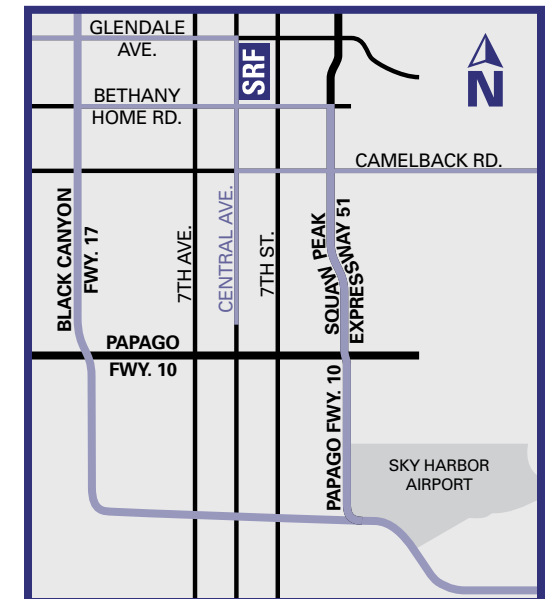 GLENDALE
AVE.
SRF
N
BETHANY
HOME RD.
CAMELBACK RD.
BLACK CANYON
FWY. 17
7TH AVE.
CENTRAL AVE.
7TH ST.
SQUAW PEAK
EXPRESSWAY 51
PAPAGO
FWY. 10
PAPAGO FWY. 10
SKY HARBOR
AIRPORT